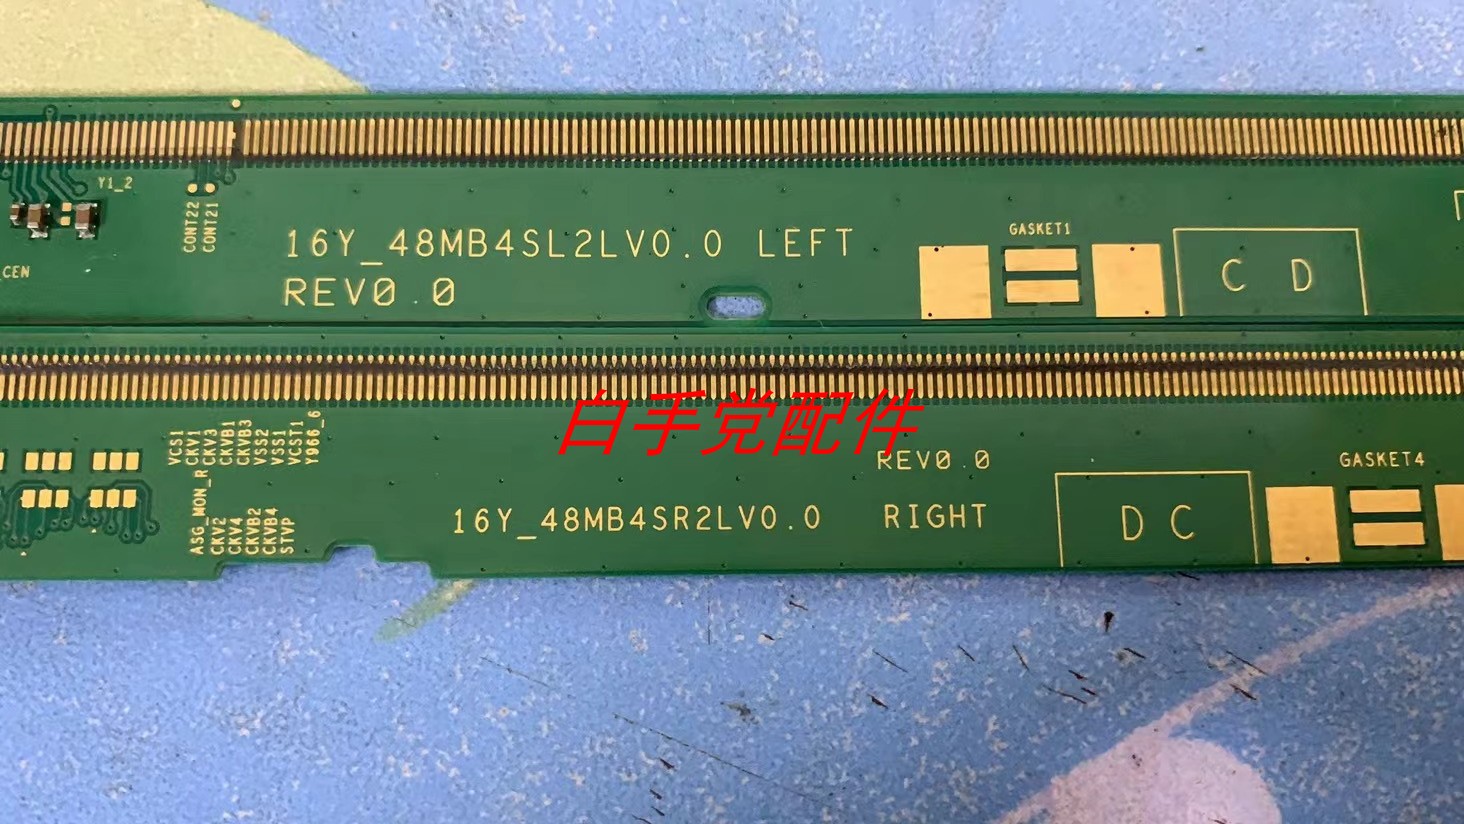 Y1_2
CONT22
CONT21
_CEN
16Y_48MB4SL2LV0.0 LEFT
REV0.0
GASKET1
C D
白手党配件
VCS1
CKV1
CKV3
CKVB1
CKVB3
VSS2
VSS1
VCST1
Y966_6
ASG_MON_R
CKV2
CKV4
CKVB2
CKVB4
STVP
REV0.0
16Y_48MB4SR2LV0.0 RIGHT
D C
GASKET4